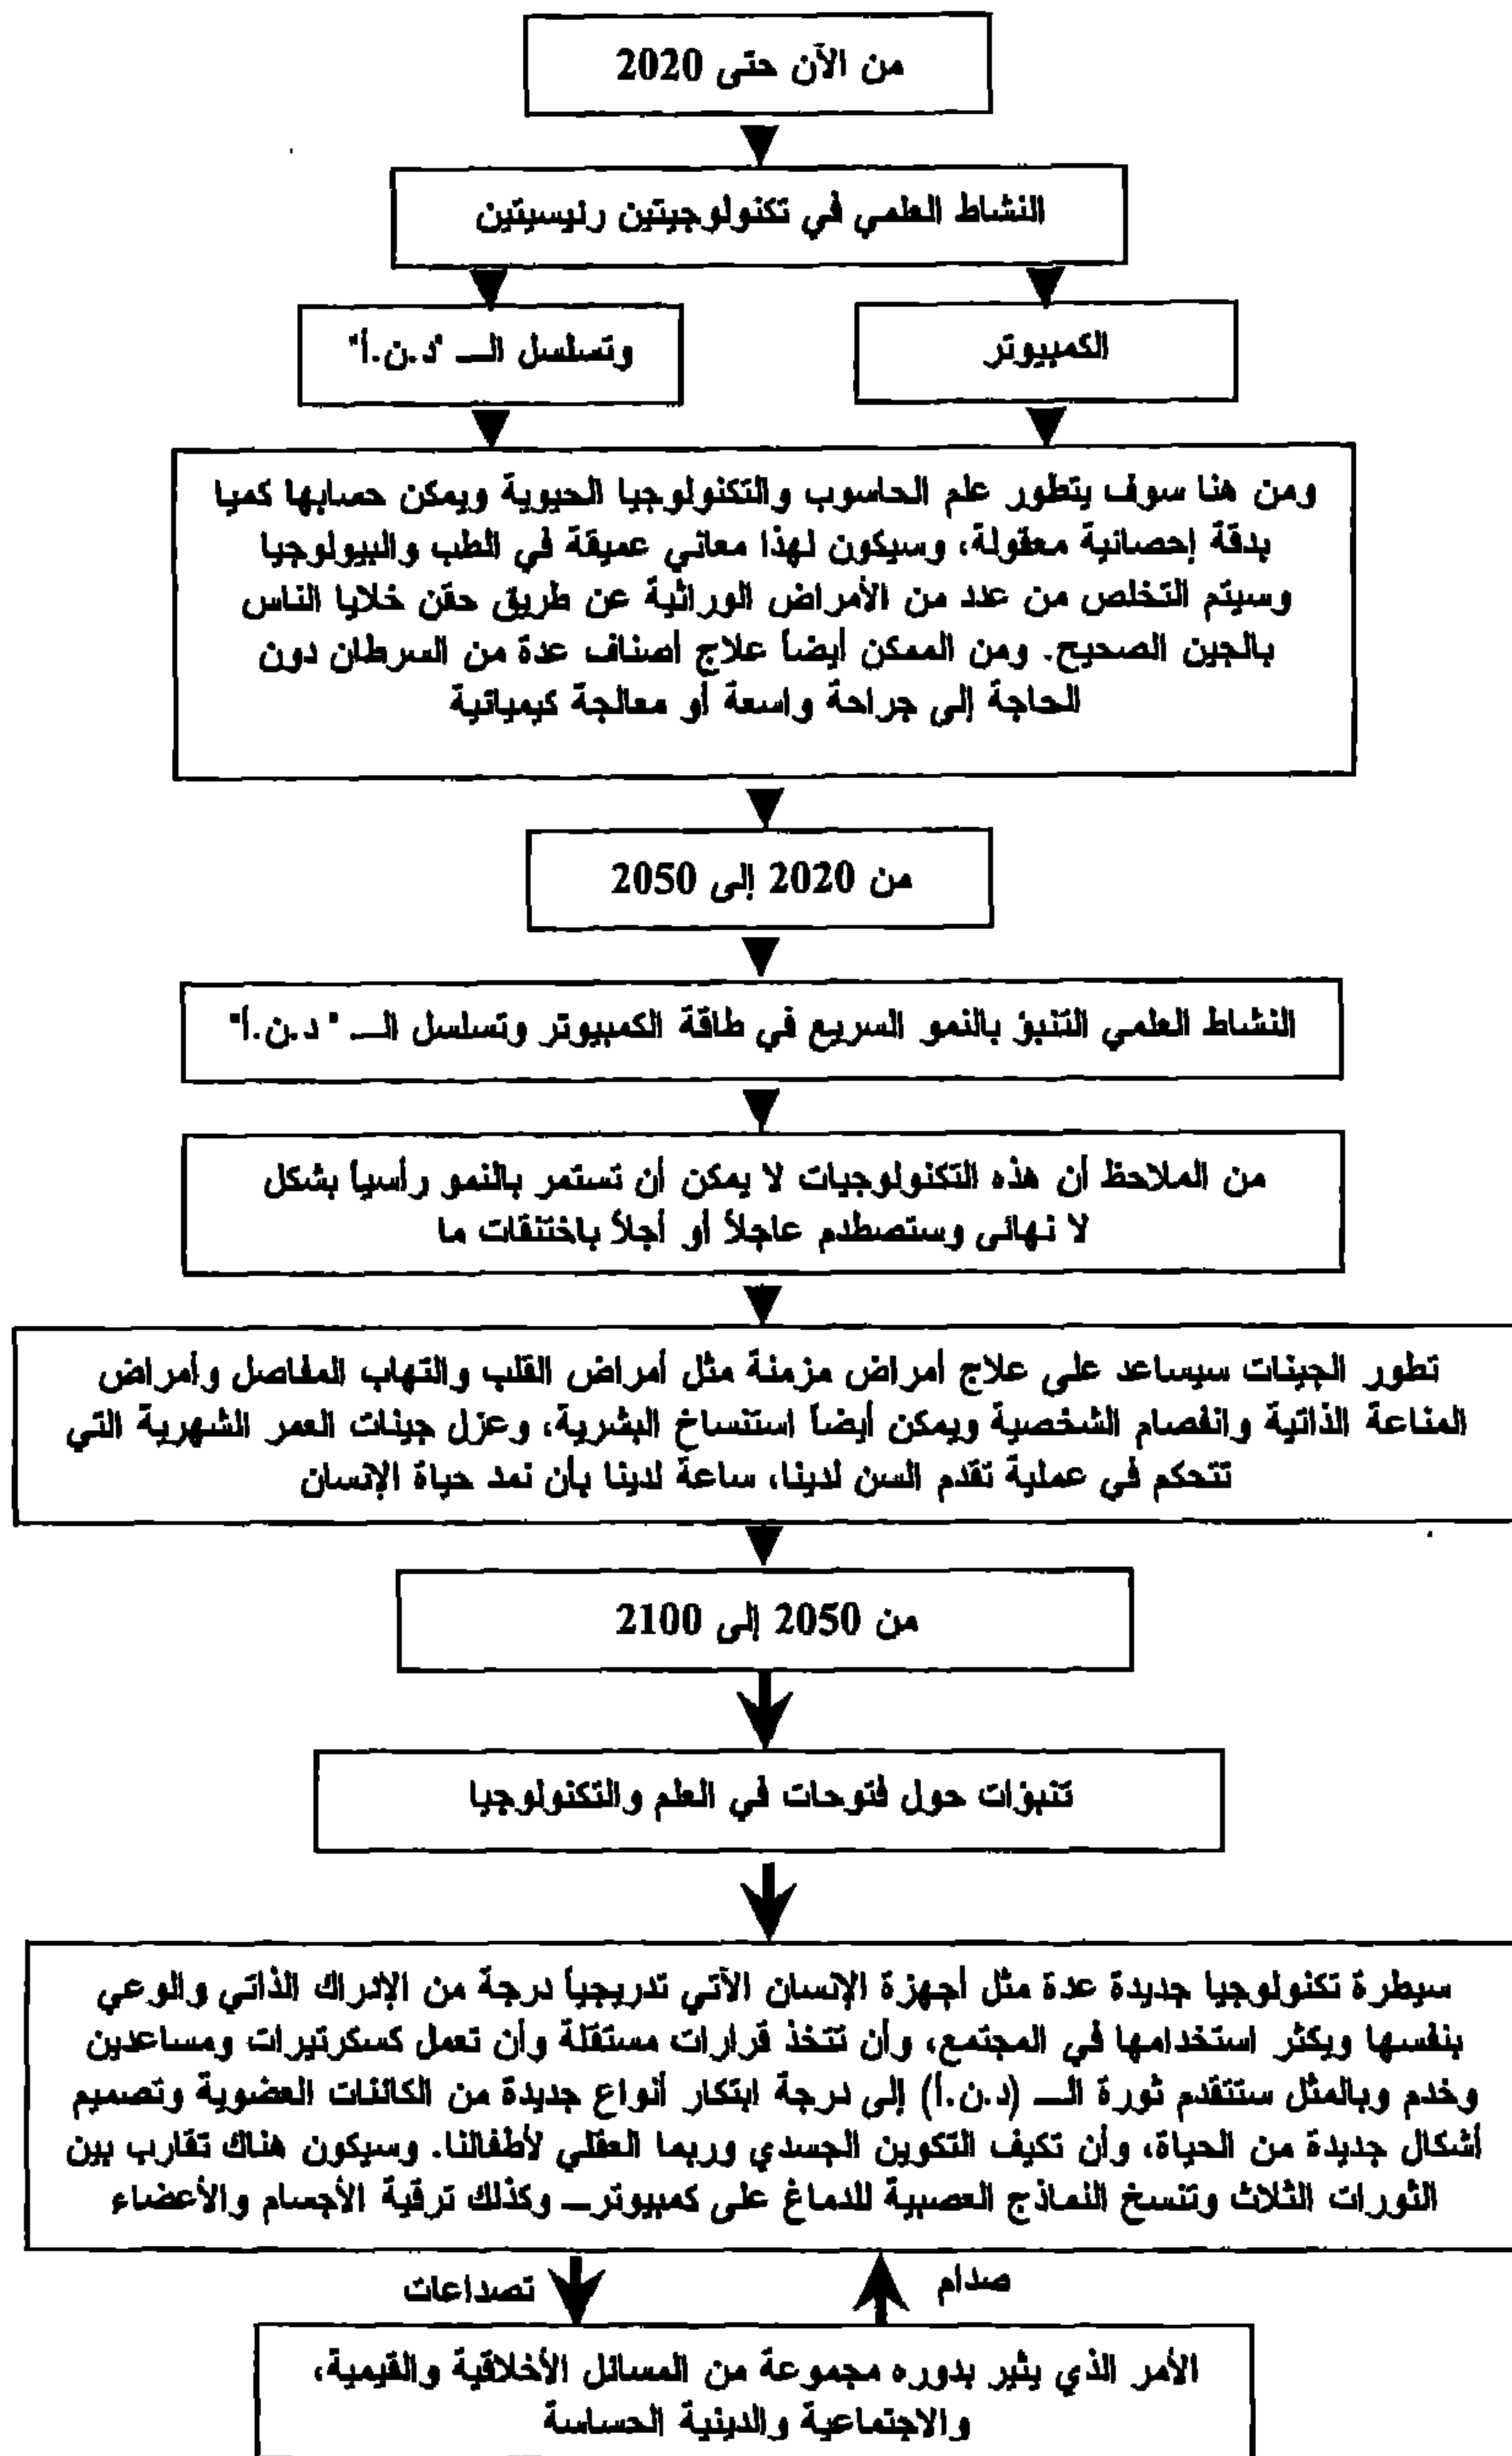 من الآن حتى 2020
النشاط العلمي في تكنولوجيتين رئيسيتين
الكمبيوتر
وتسلسل الـــ "د.ن.أ"
ومن هنا سوف يتطور علم الحاسوب والتكنولوجيا الحيوية ويمكن حسابها كميا
بدقة إحصائية معقولة، وسيكون لهذا معاني عميقة في الطب والبيولوجيا
وسيتم التخلص من عدد من الأمراض الوراثية عن طريق حقن خلايا الناس
بالجين الصحيح. ومن الممكن أيضاً علاج أصناف عدة من السرطان دون
الحاجة إلى جراحة واسعة أو معالجة كيميائية
من 2020 إلى 2050
النشاط العلمي التنبؤ بالنمو السريع في طاقة الكمبيوتر وتسلسل الـــ " د.ن.أ"
من الملاحظ أن هذه التكنولوجيات لا يمكن أن تستمر بالنمو رأسياً بشكل
لا نهائى وستصطدم عاجلاً أو أجلاً باختنقات ما
تطور الجينات سيساعد على علاج أمراض مزمنة مثل أمراض القلب والتهاب المفاصل وأمراض
المناعة الذاتية وانفصام الشخصية ويمكن أيضاً استنساخ البشرية، وعزل جينات العمر الشهرية التي
تتحكم في عملية تقدم السن لدينا، ساعة لدينا بأن نمد حياة الإنسان
من 2050 إلى 2100
تنبؤات حول فتوحات في العلم والتكنولوجيا
سيطرة تكنولوجيا جديدة عدة مثل أجهزة الإنسان الآتي تدريجياً درجة من الإدراك الذاتي والوعي
بنفسها ويكثر استخدامها في المجتمع، وأن تتخذ قرارات مستقلة وأن تعمل كسكرتيرات ومساعدين
وخدم وبالمثل ستتقدم ثورة الـــ (د.ن.أ) إلى درجة ابتكار أنواع جديدة من الكائنات العضوية وتصميم
أشكال جديدة من الحياة، وأن تكيف التكوين الجسدي وربما العقلي لأطفالنا. وسيكون هناك تقارب بين
الثورات الثلاث وتنسخ النماذج العصبية للدماغ على كمبيوترـــ وكذلك ترقية الأجسام والأعضاء
صدام
تصداعات
الأمر الذي يثير بدوره مجموعة من المسائل الأخلاقية والقيمية،
والاجتماعية والدينية الحساسة